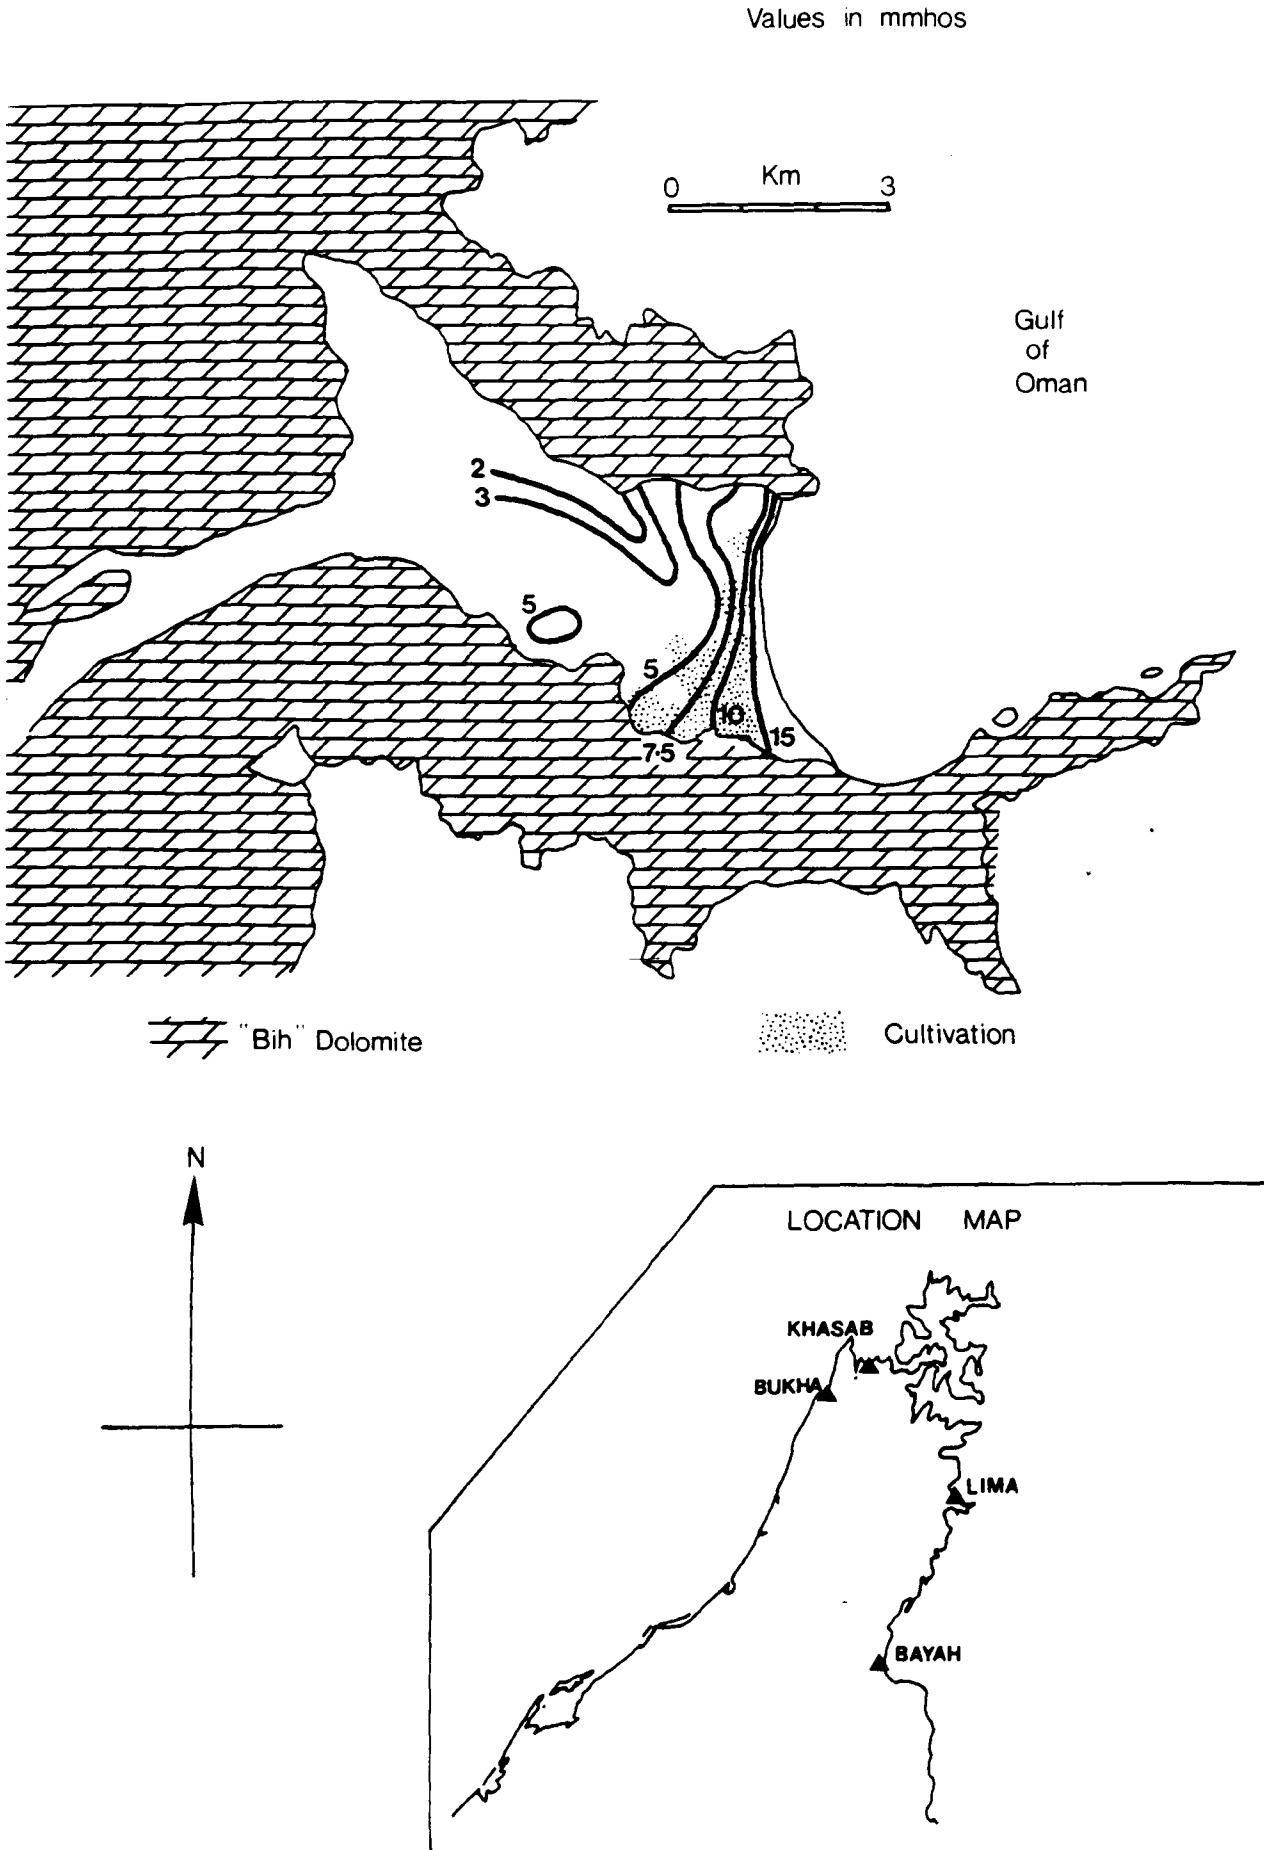 Values in mmhos
0 Km 3
Gulf
of
Oman
2
3
5
5
10
15
7·5
"Bih" Dolomite
Cultivation
N
LOCATION MAP
KHASAB
BUKHA
LIMA
BAYAH